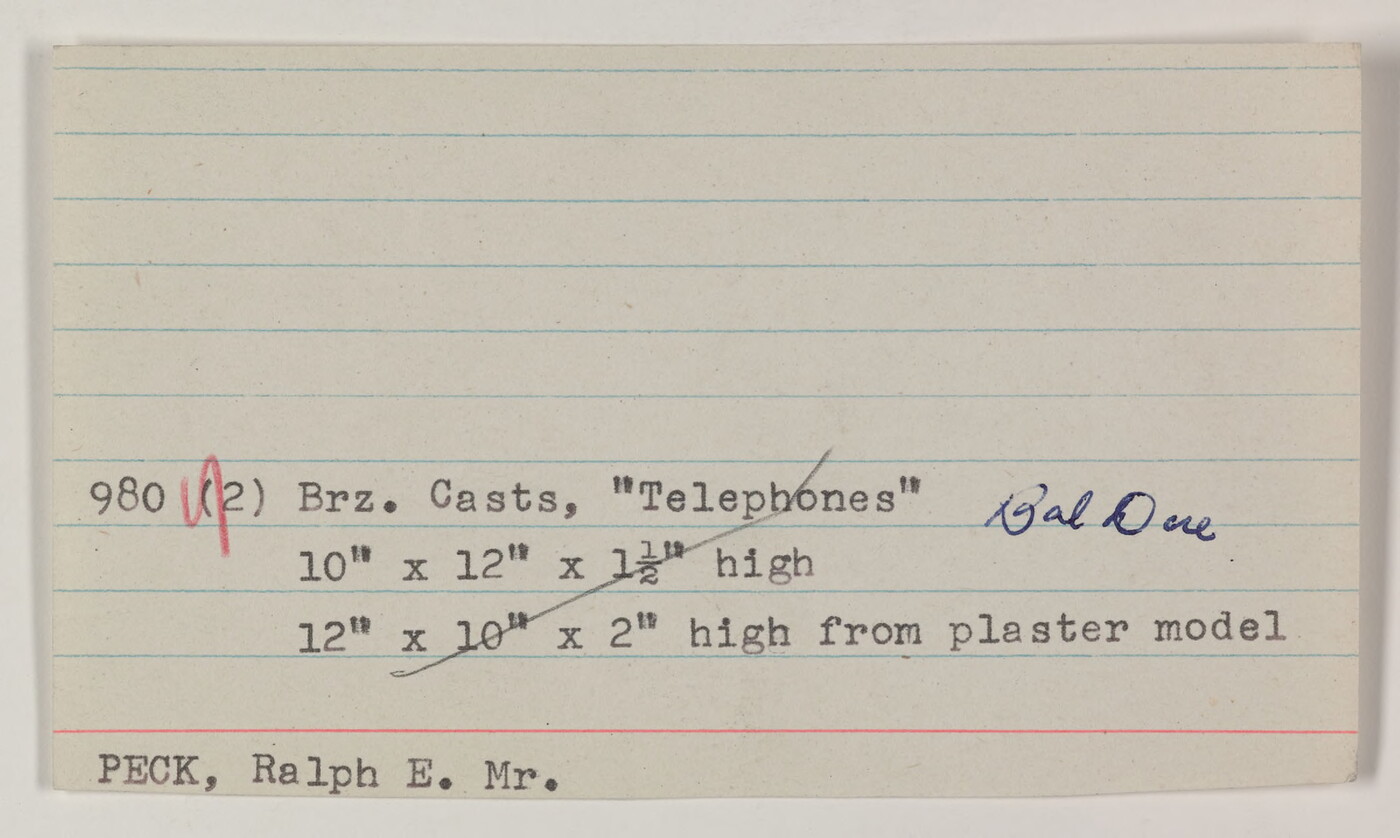 980 (2) Brz. Casts, "Telephones" Bal Due
10" x 12" x 1½" high
12" x 10" x 2" high from plaster model
PECK, Ralph E. Mr.